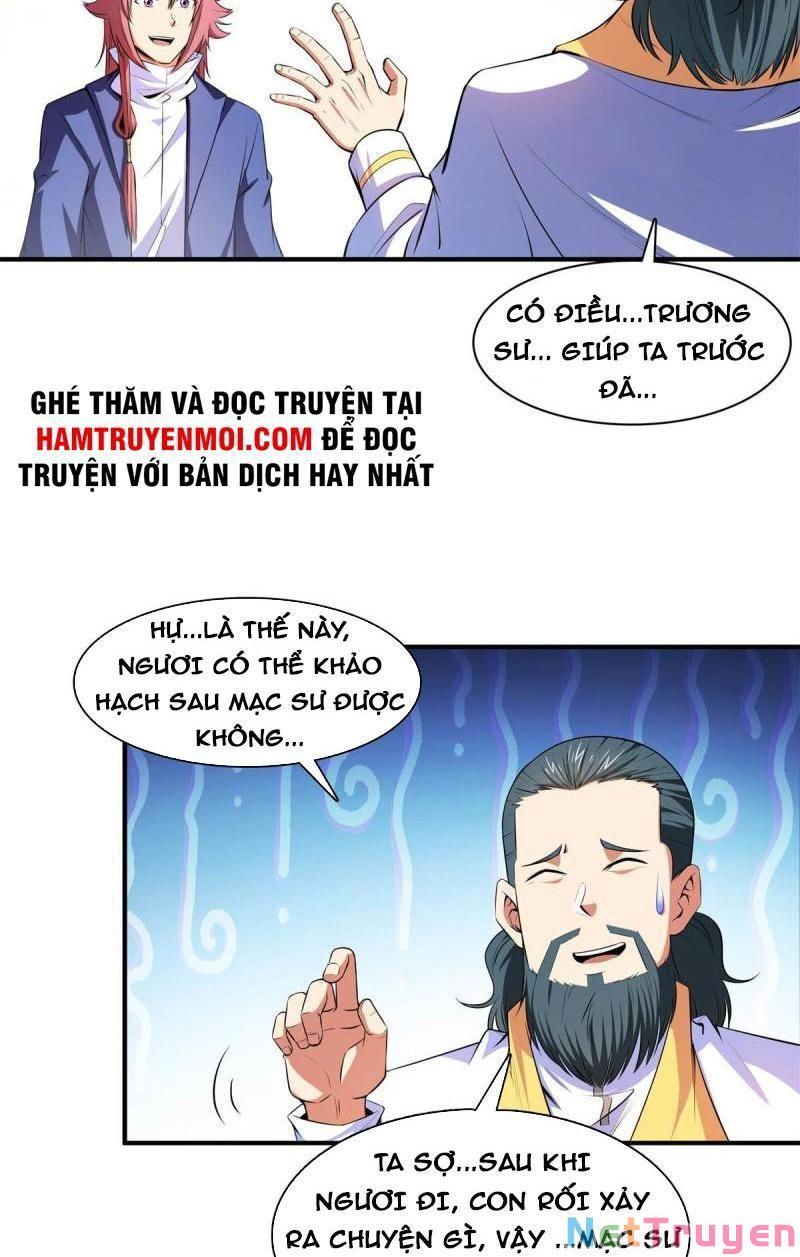 CÓ ĐIỀU...TRƯƠNG
SƯ... GIÚP TA TRƯỚC
ĐÃ...
GHÉ THĂM VÀ ĐỌC TRUYỆN TẠI
HAMTRUYENMOI.COM ĐỂ ĐỌC
TRUYỆN VỚI BẢN DỊCH HAY NHẤT
HỰ...LÀ THẾ NÀY,
NGƯƠI CÓ THỂ KHẢO
HẠCH SAU MẠC SƯ ĐƯỢC
KHÔNG...
TA SỢ...SAU KHI
NGƯƠI ĐI, CON RỐI XẢY
RA CHUYỆN GÌ, VẬY ...MẠC SƯ
NetTruyen